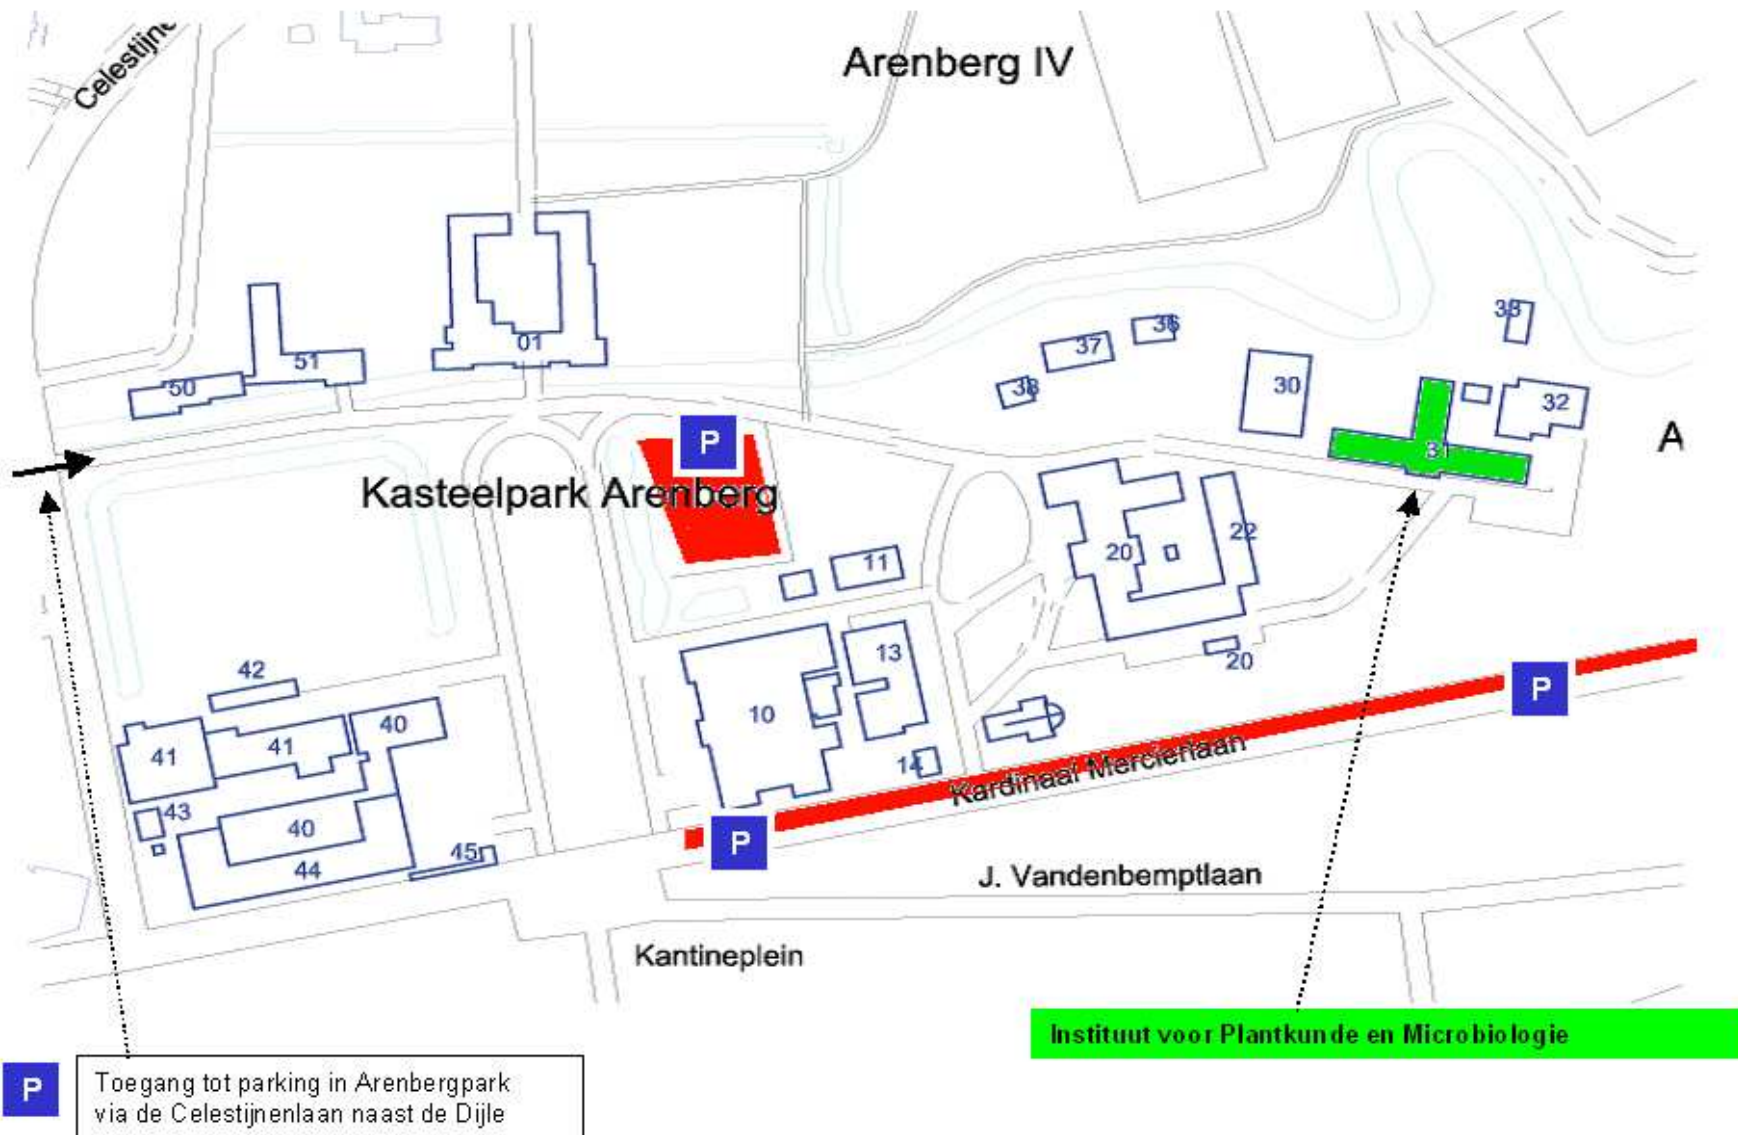 Celestijne
Arenberg IV
01
51
50
36
37
38
33
30
32
31
A
P
Kasteelpark Arenberg
11
20
22
20
42
13
10
14
41
41
40
43
40
44
45
P
P
Kardinaal Mercierlaan
J. Vandenbemptlaan
Kantineplein
Instituut voor Plantkunde en Microbiologie
P
Toegang tot parking in Arenbergpark
via de Celestijnenlaan naast de Dijle